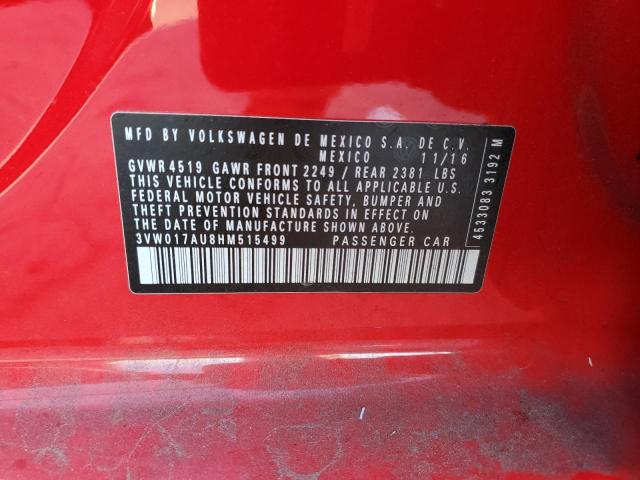 MFD BY VOLKSWAGEN DE MEXICO S.A. DE C.V.
MEXICO 11/16
GVWR 4519 GAWR FRONT 2249 / REAR 2381 LBS
THIS VEHICLE CONFORMS TO ALL APPLICABLE U.S.
FEDERAL MOTOR VEHICLE SAFETY, BUMPER AND
THEFT PREVENTION STANDARDS IN EFFECT ON
THE DATE OF MANUFACTURE SHOWN ABOVE.
3VW017AU8HM515499 PASSENGER CAR
4533083 3192 M